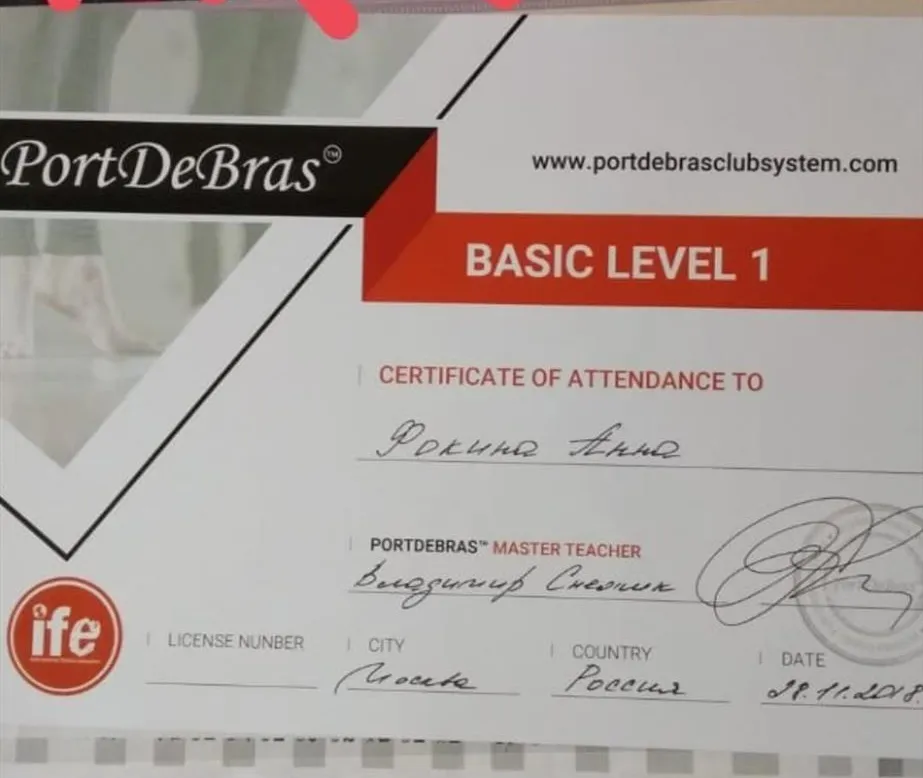 PortDeBras™
www.portdebrasclubsystem.com
BASIC LEVEL 1
CERTIFICATE OF ATTENDANCE TO
Фокина Анна
PORTDEBRAS™ MASTER TEACHER
Владимир Снежик
ife
LICENSE NUNBER
CITY
COUNTRY
DATE
Москва
Россия
28.11.2018.